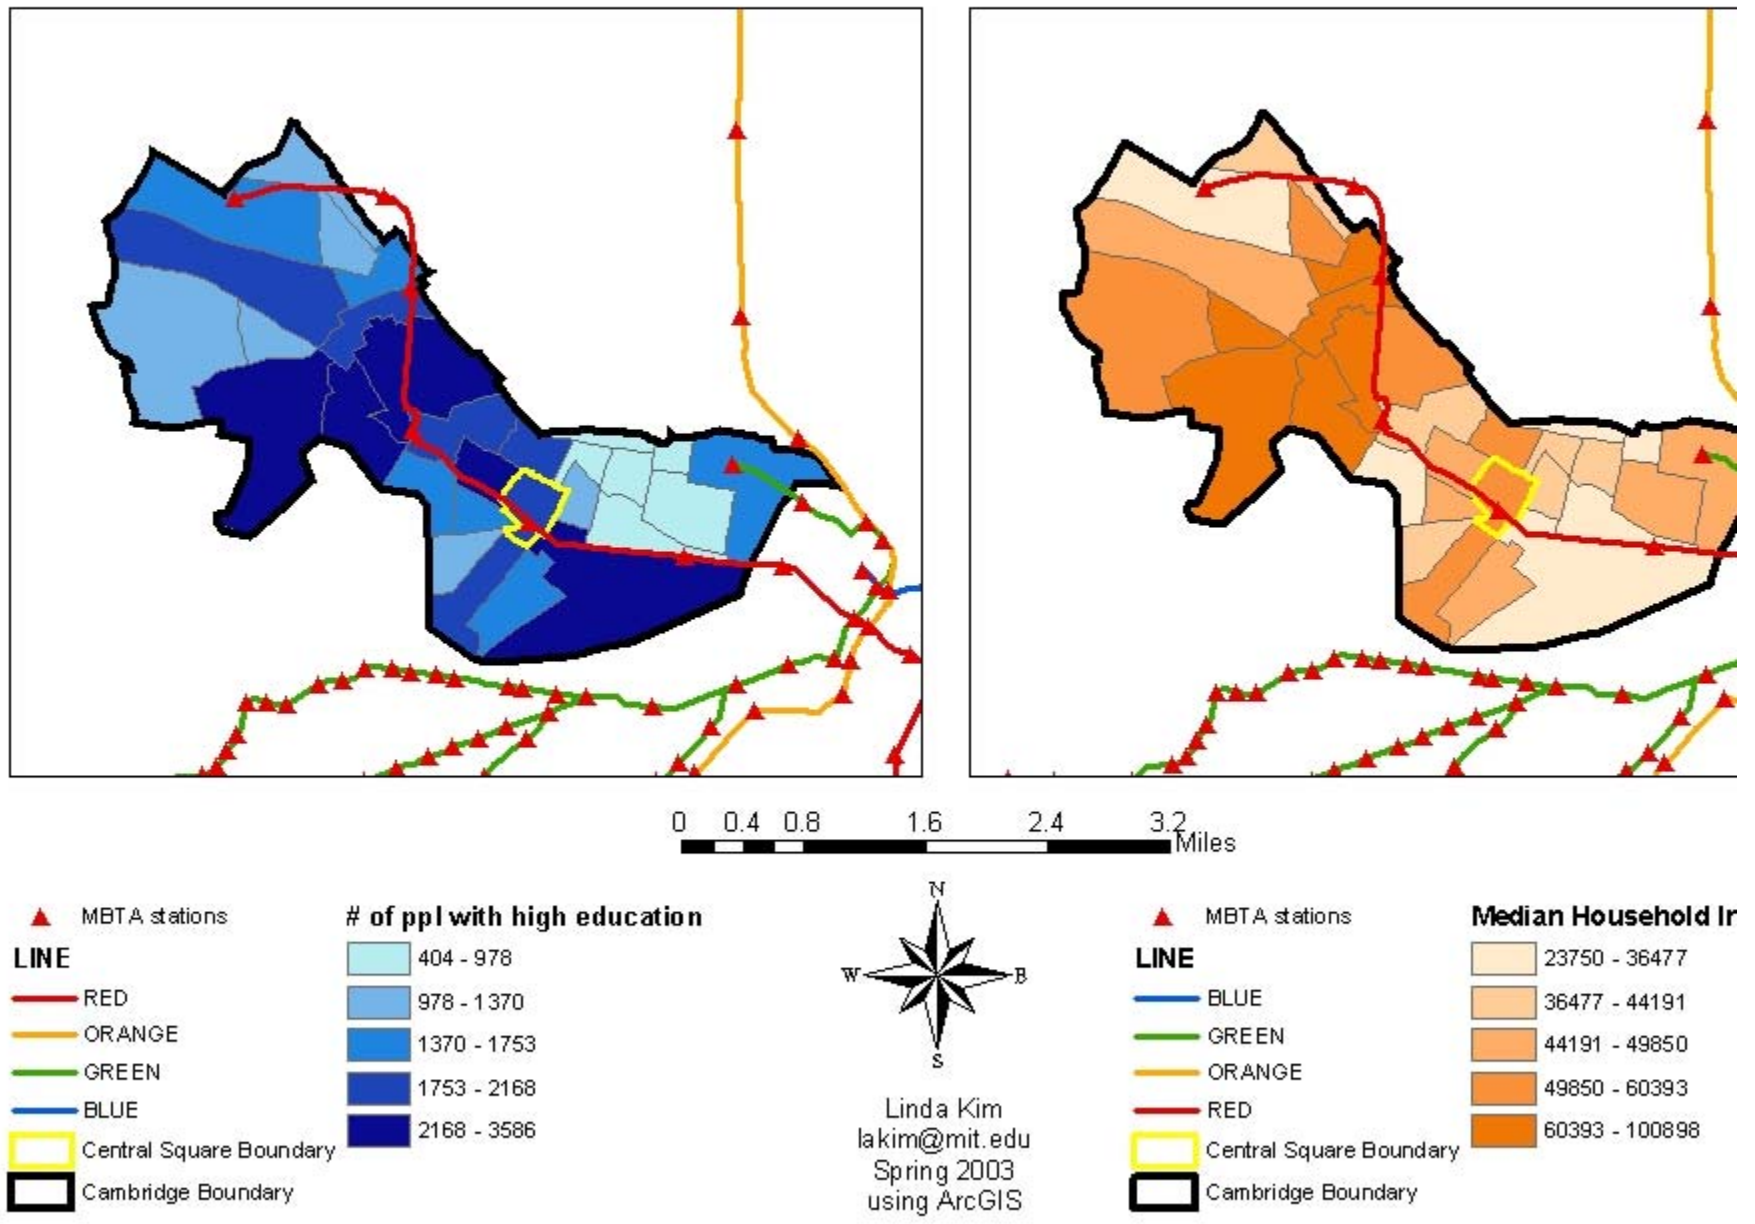 0 0.4 0.8 1.6 2.4 3.2
Miles
MBTA stations
LINE
RED
ORANGE
GREEN
BLUE
Central Square Boundary
Cambridge Boundary
# of ppl with high education
404 - 978
978 - 1370
1370 - 1753
1753 - 2168
2168 - 3586
N
W E
S
Linda Kim
lakim@mit.edu
Spring 2003
using ArcGIS
MBTA stations
LINE
BLUE
GREEN
ORANGE
RED
Central Square Boundary
Cambridge Boundary
Median Household
23750 - 36477
36477 - 44191
44191 - 49850
49850 - 60393
60393 - 100898